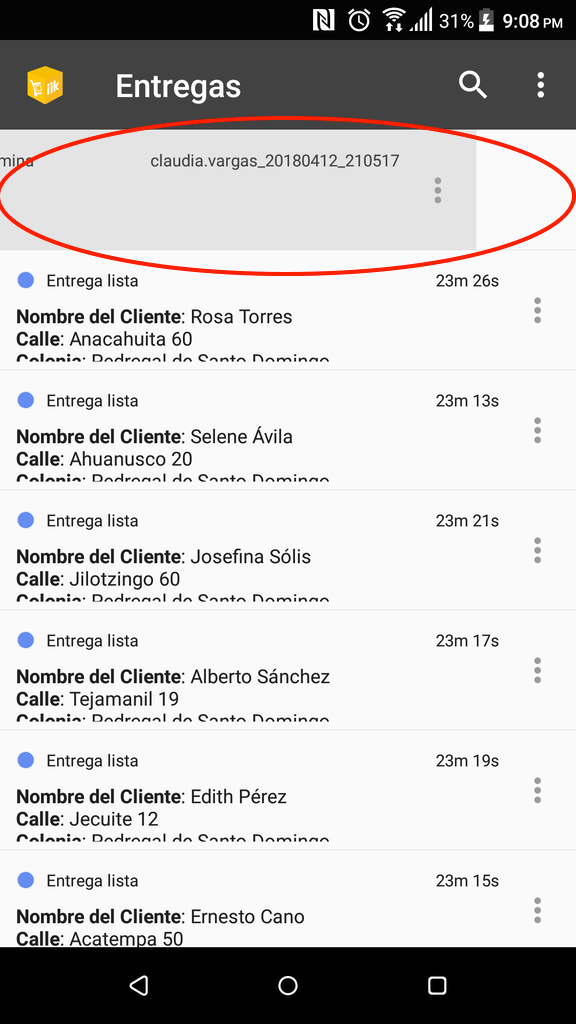 31% 9:08 PM
iik
Entregas
mina claudia.vargas_20180412_210517
Entrega lista 23m 26s
Nombre del Cliente: Rosa Torres
Calle: Anacahuita 60
Colonia: Pedregal de Santo Domingo
Entrega lista 23m 13s
Nombre del Cliente: Selene Ávila
Calle: Ahuanusco 20
Colonia: Pedregal de Santo Domingo
Entrega lista 23m 21s
Nombre del Cliente: Josefina Sólis
Calle: Jilotzingo 60
Colonia: Pedregal de Santo Domingo
Entrega lista 23m 17s
Nombre del Cliente: Alberto Sánchez
Calle: Tejamanil 19
Colonia: Pedregal de Santo Domingo
Entrega lista 23m 19s
Nombre del Cliente: Edith Pérez
Calle: Jecuite 12
Colonia: Pedregal de Santo Domingo
Entrega lista 23m 15s
Nombre del Cliente: Ernesto Cano
Calle: Acatempa 50